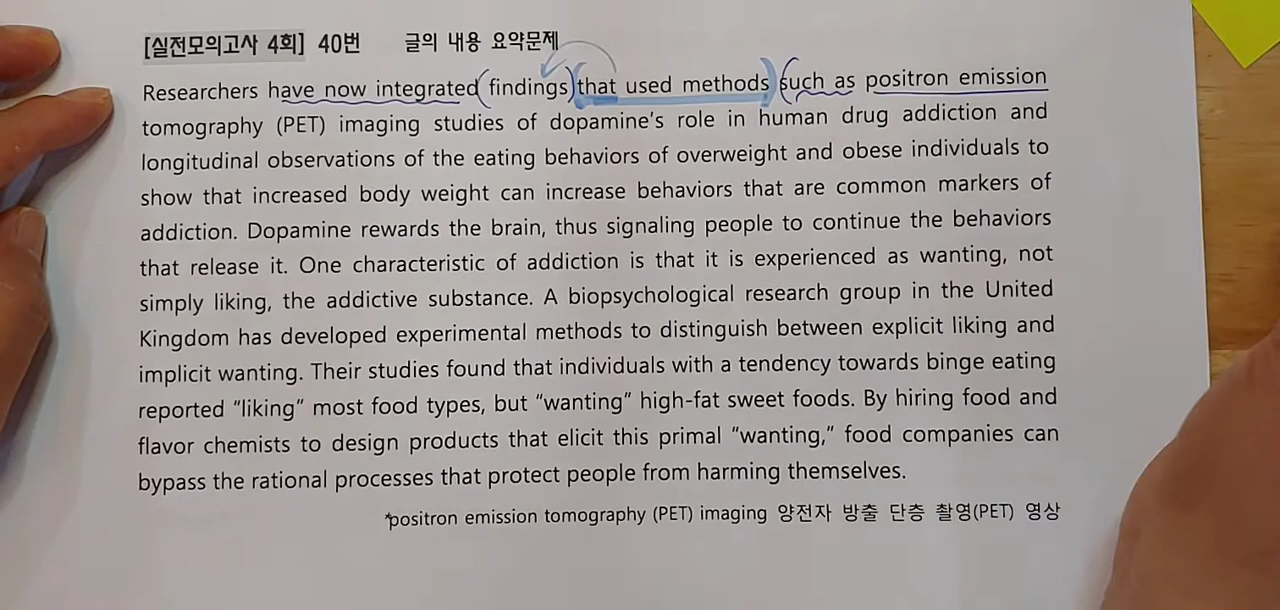 [실전모의고사 4회] 40번 글의 내용 요약문제
Researchers have now integrated findings that used methods such as positron emission
tomography (PET) imaging studies of dopamine's role in human drug addiction and
longitudinal observations of the eating behaviors of overweight and obese individuals to
show that increased body weight can increase behaviors that are common markers of
addiction. Dopamine rewards the brain, thus signaling people to continue the behaviors
that release it. One characteristic of addiction is that it is experienced as wanting, not
simply liking, the addictive substance. A biopsychological research group in the United
Kingdom has developed experimental methods to distinguish between explicit liking and
implicit wanting. Their studies found that individuals with a tendency towards binge eating
reported “liking” most food types, but “wanting” high-fat sweet foods. By hiring food and
flavor chemists to design products that elicit this primal “wanting,” food companies can
bypass the rational processes that protect people from harming themselves.
*positron emission tomography (PET) imaging 양전자 방출 단층 촬영(PET) 영상